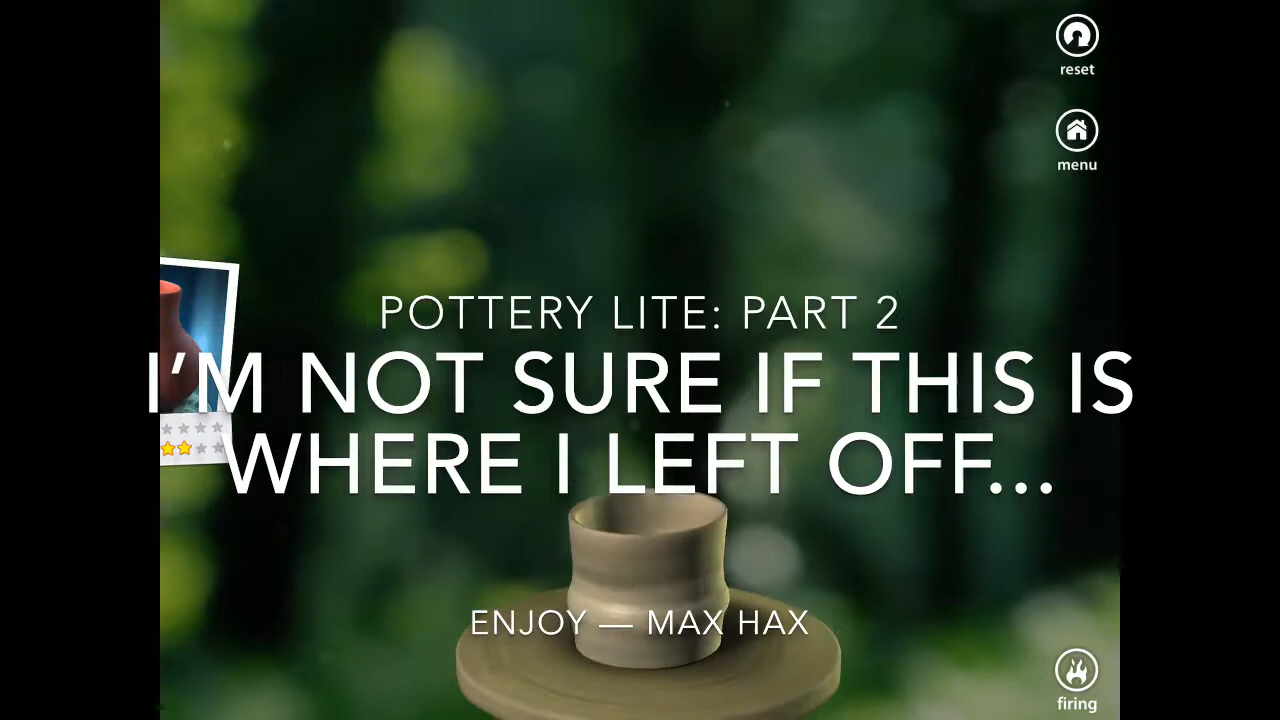 reset
menu
POTTERY LITE: PART 2
I’M NOT SURE IF THIS IS
WHERE I LEFT OFF...
ENJOY — MAX HAX
firing